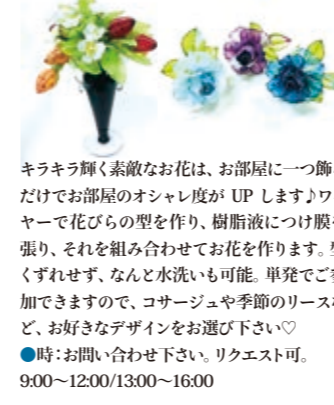 キラキラ輝く素敵なお花は、お部屋に一つ飾
だけでお部屋のオシャレ度が UP します♪ワ
ヤーで花びらの型を作り、樹脂液につけ膜
張り、それを組み合わせてお花を作ります。
くずれせず、なんと水洗いも可能。単発でご
加できますので、コサージュや季節のリース
ど、お好きなデザインをお選び下さい♡
●時:お問い合わせ下さい。リクエスト可。
9:00〜12:00/13:00〜16:00